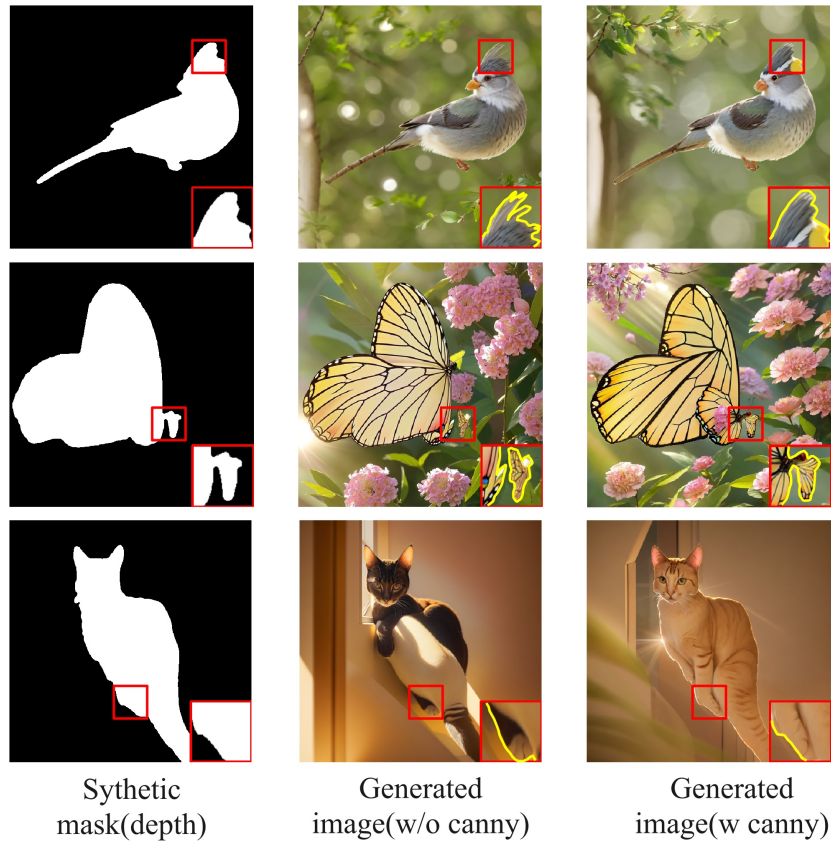 Sythetic
mask(depth)
Generated
image(w/o canny)
Generated
image(w canny)